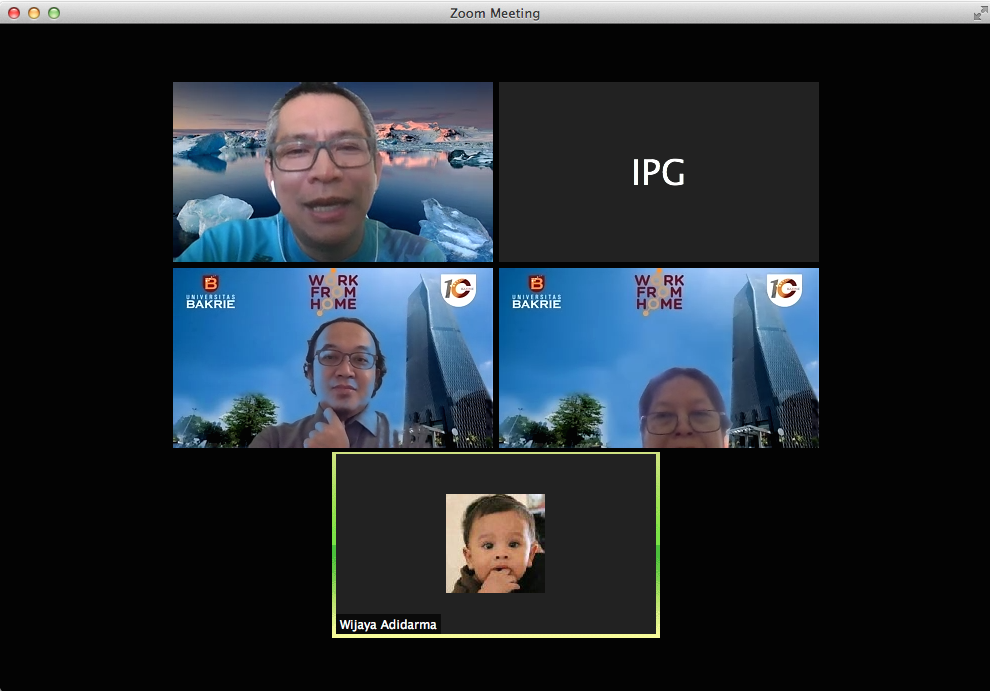 Zoom Meeting
IPG
UNIVERSITAS
BAKRIE
WORK
FROM
HOME
10
UNIVERSITAS
BAKRIE
WORK
FROM
HOME
10
Wijaya Adidarma